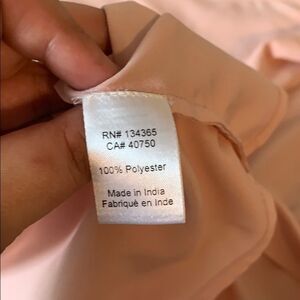 RN# 134365
CA# 40750
100% Polyester
Made in India
Fabriqué en Inde